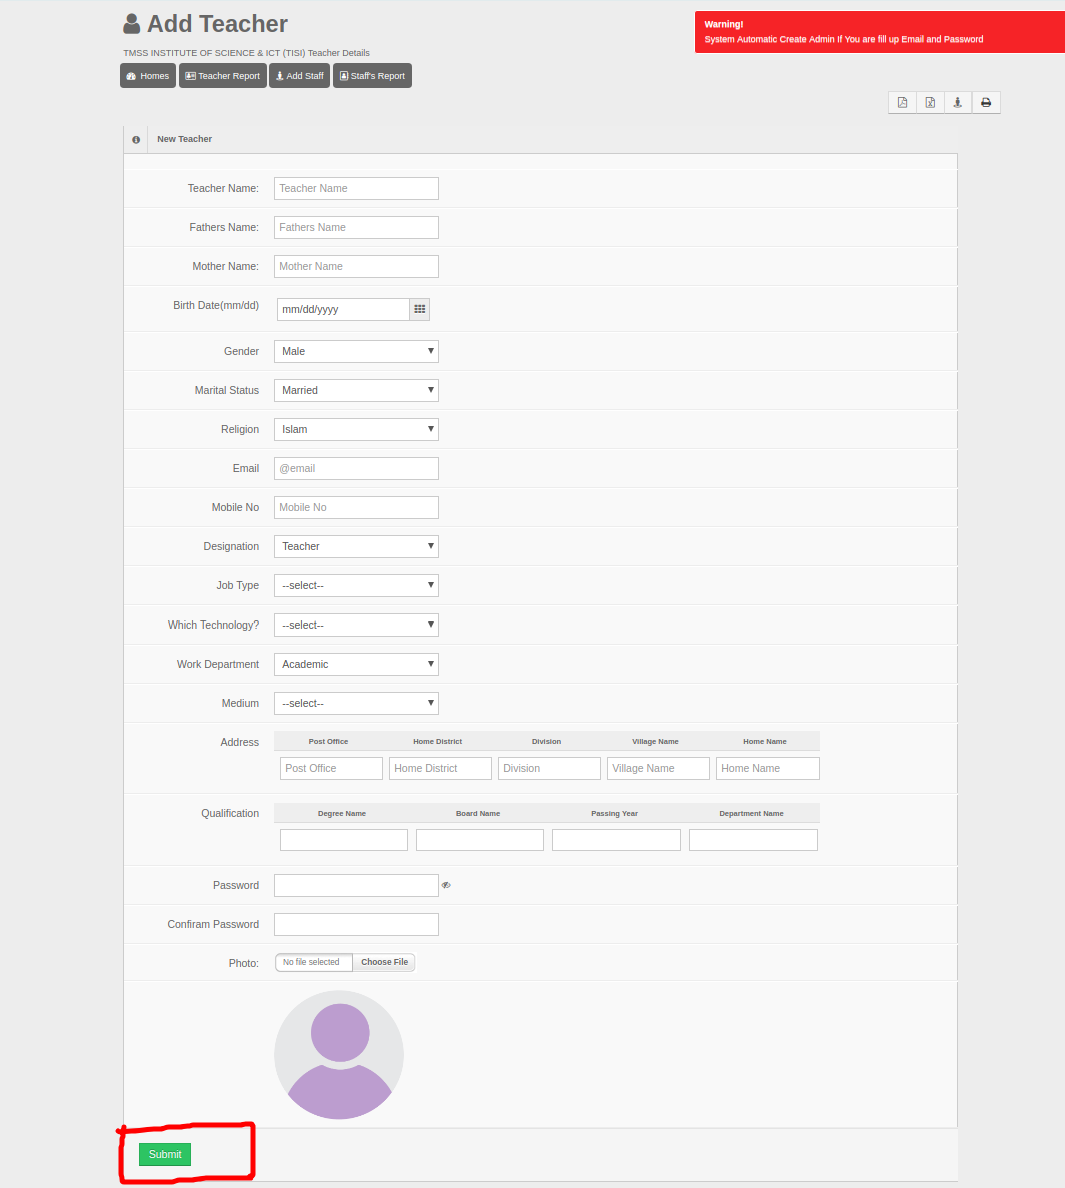 Add Teacher
Warning!
System Automatic Create Admin If You are fill up Email and Password
TMSS INSTITUTE OF SCIENCE & ICT (TISI) Teacher Details
Homes Teacher Report Add Staff Staff's Report
New Teacher
Teacher Name: Teacher Name
Fathers Name: Fathers Name
Mother Name: Mother Name
Birth Date(mm/dd) mm/dd/yyyy
Gender Male
Marital Status Married
Religion Islam
Email @email
Mobile No Mobile No
Designation Teacher
Job Type --select--
Which Technology? --select--
Work Department Academic
Medium --select--
Address Post Office Home District Division Village Name Home Name
Post Office Home District Division Village Name Home Name
Qualification Degree Name Board Name Passing Year Department Name
Password
Confiram Password
Photo: No file selected Choose File
Submit